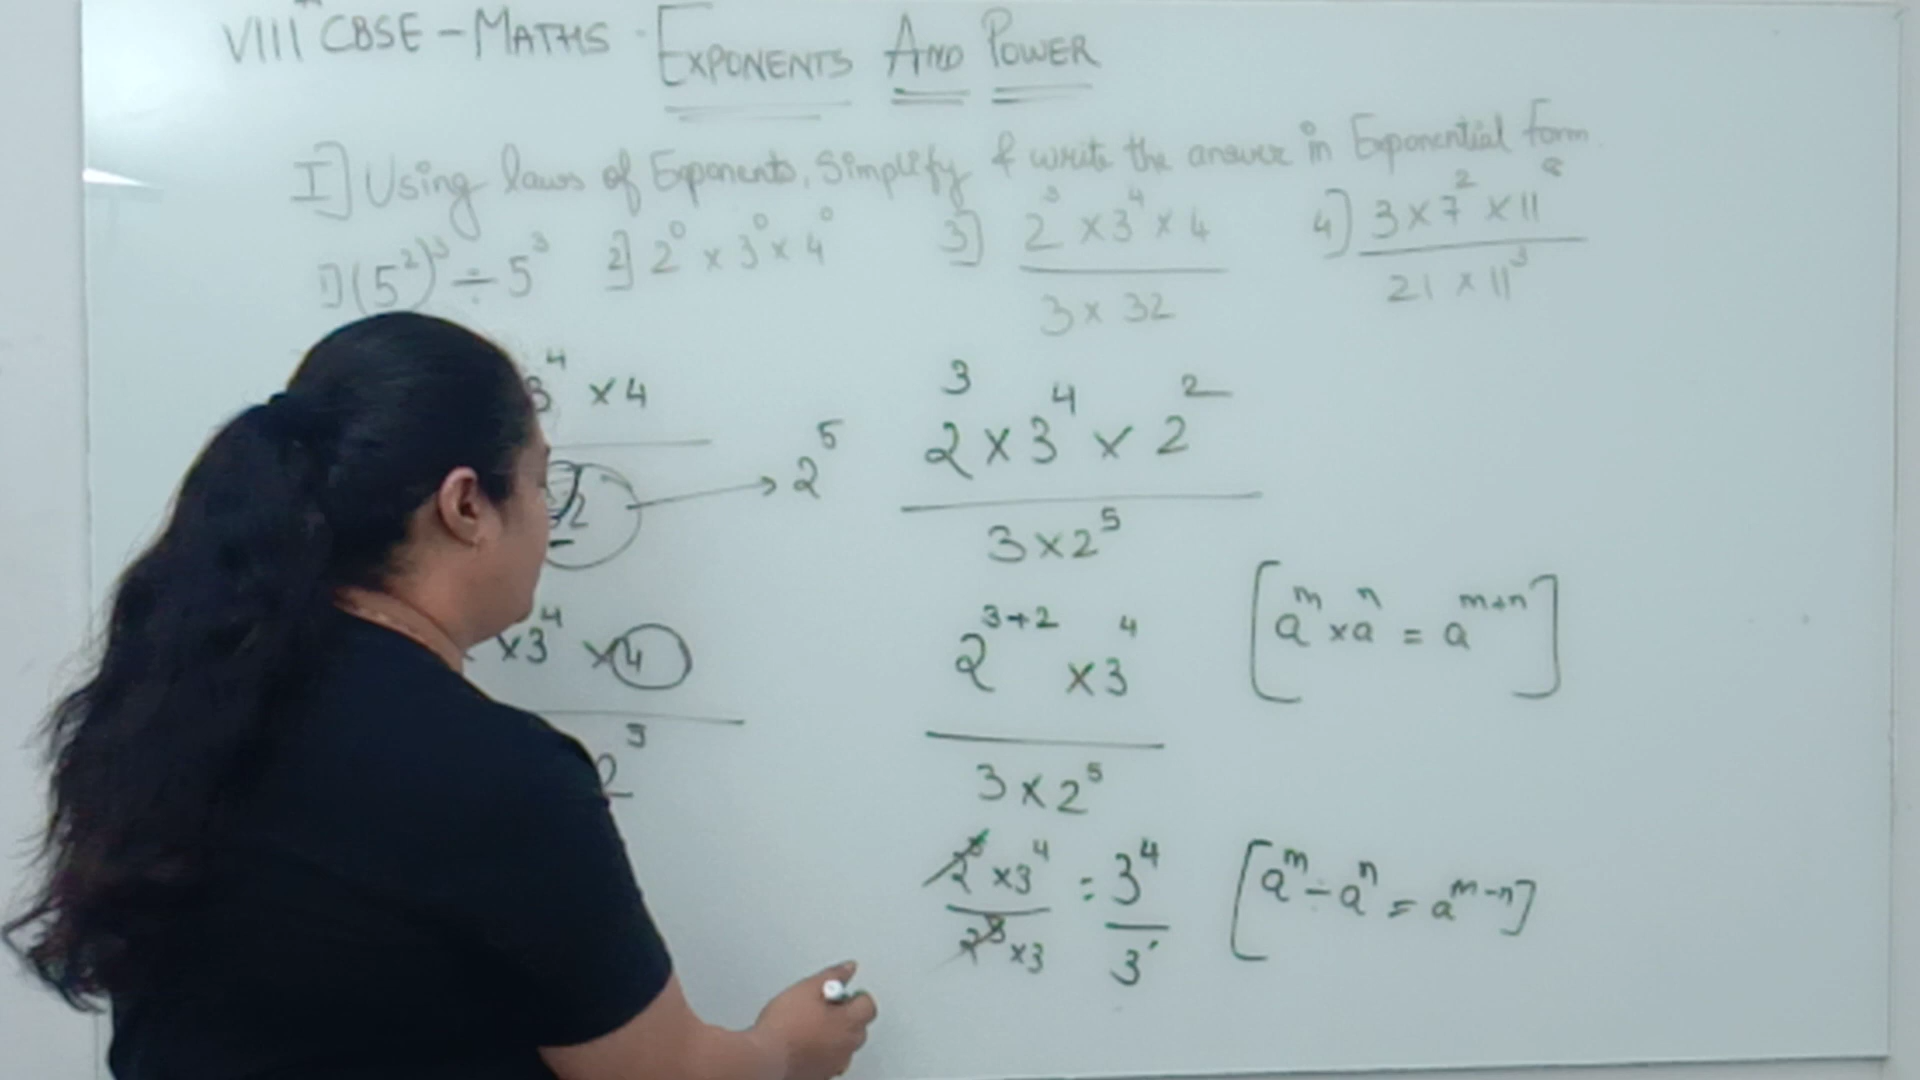 VIII CBSE - MATHS . EXPONENTS AND POWER
I] Using laws of Exponents, Simplify & write the answer in Exponential form
1) (5²)³ ÷ 5³ 2] 2⁰ × 3⁰ × 4⁰ 3] 2³ × 3⁴ × 4 4] 3 × 7² × 11⁸
3 × 32 21 × 11³
3⁴ × 4
→ 2⁵
2³ × 3⁴ × 2²
3 × 2⁵
× 3⁴ × 4
2⁵
2³⁺² × 3⁴ [aᵐ × aⁿ = aᵐ⁺ⁿ]
3 × 2⁵
2⁵ × 3⁴ = 3⁴ [aᵐ ÷ aⁿ = aᵐ⁻ⁿ]
2⁵ × 3 3¹